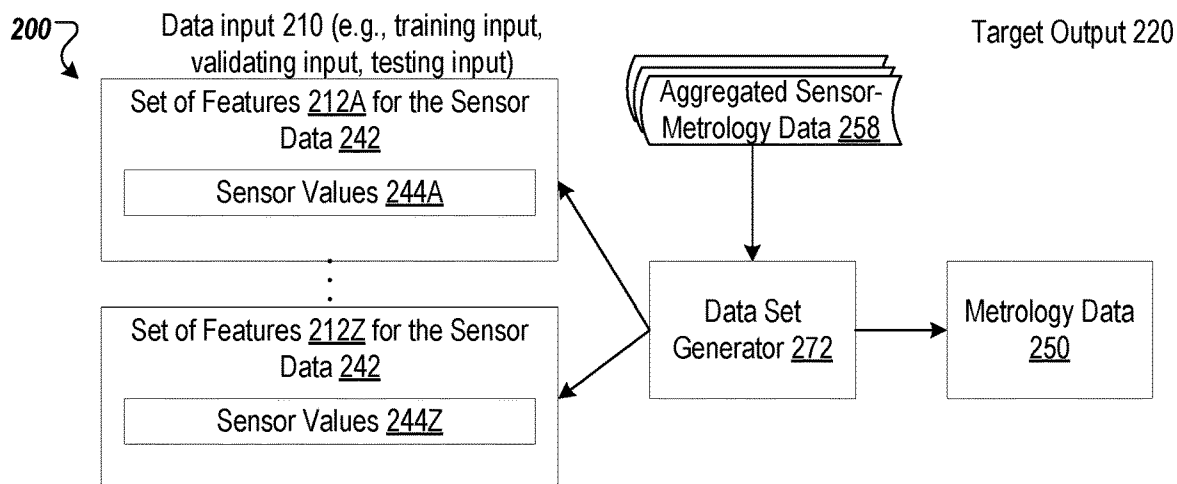 200
Data input 210 (e.g., training input,
validating input, testing input)
Target Output 220
Set of Features 212A for the Sensor
Data 242
Sensor Values 244A
Aggregated Sensor-
Metrology Data 258
Set of Features 212Z for the Sensor
Data 242
Sensor Values 244Z
Data Set
Generator 272
Metrology Data
250